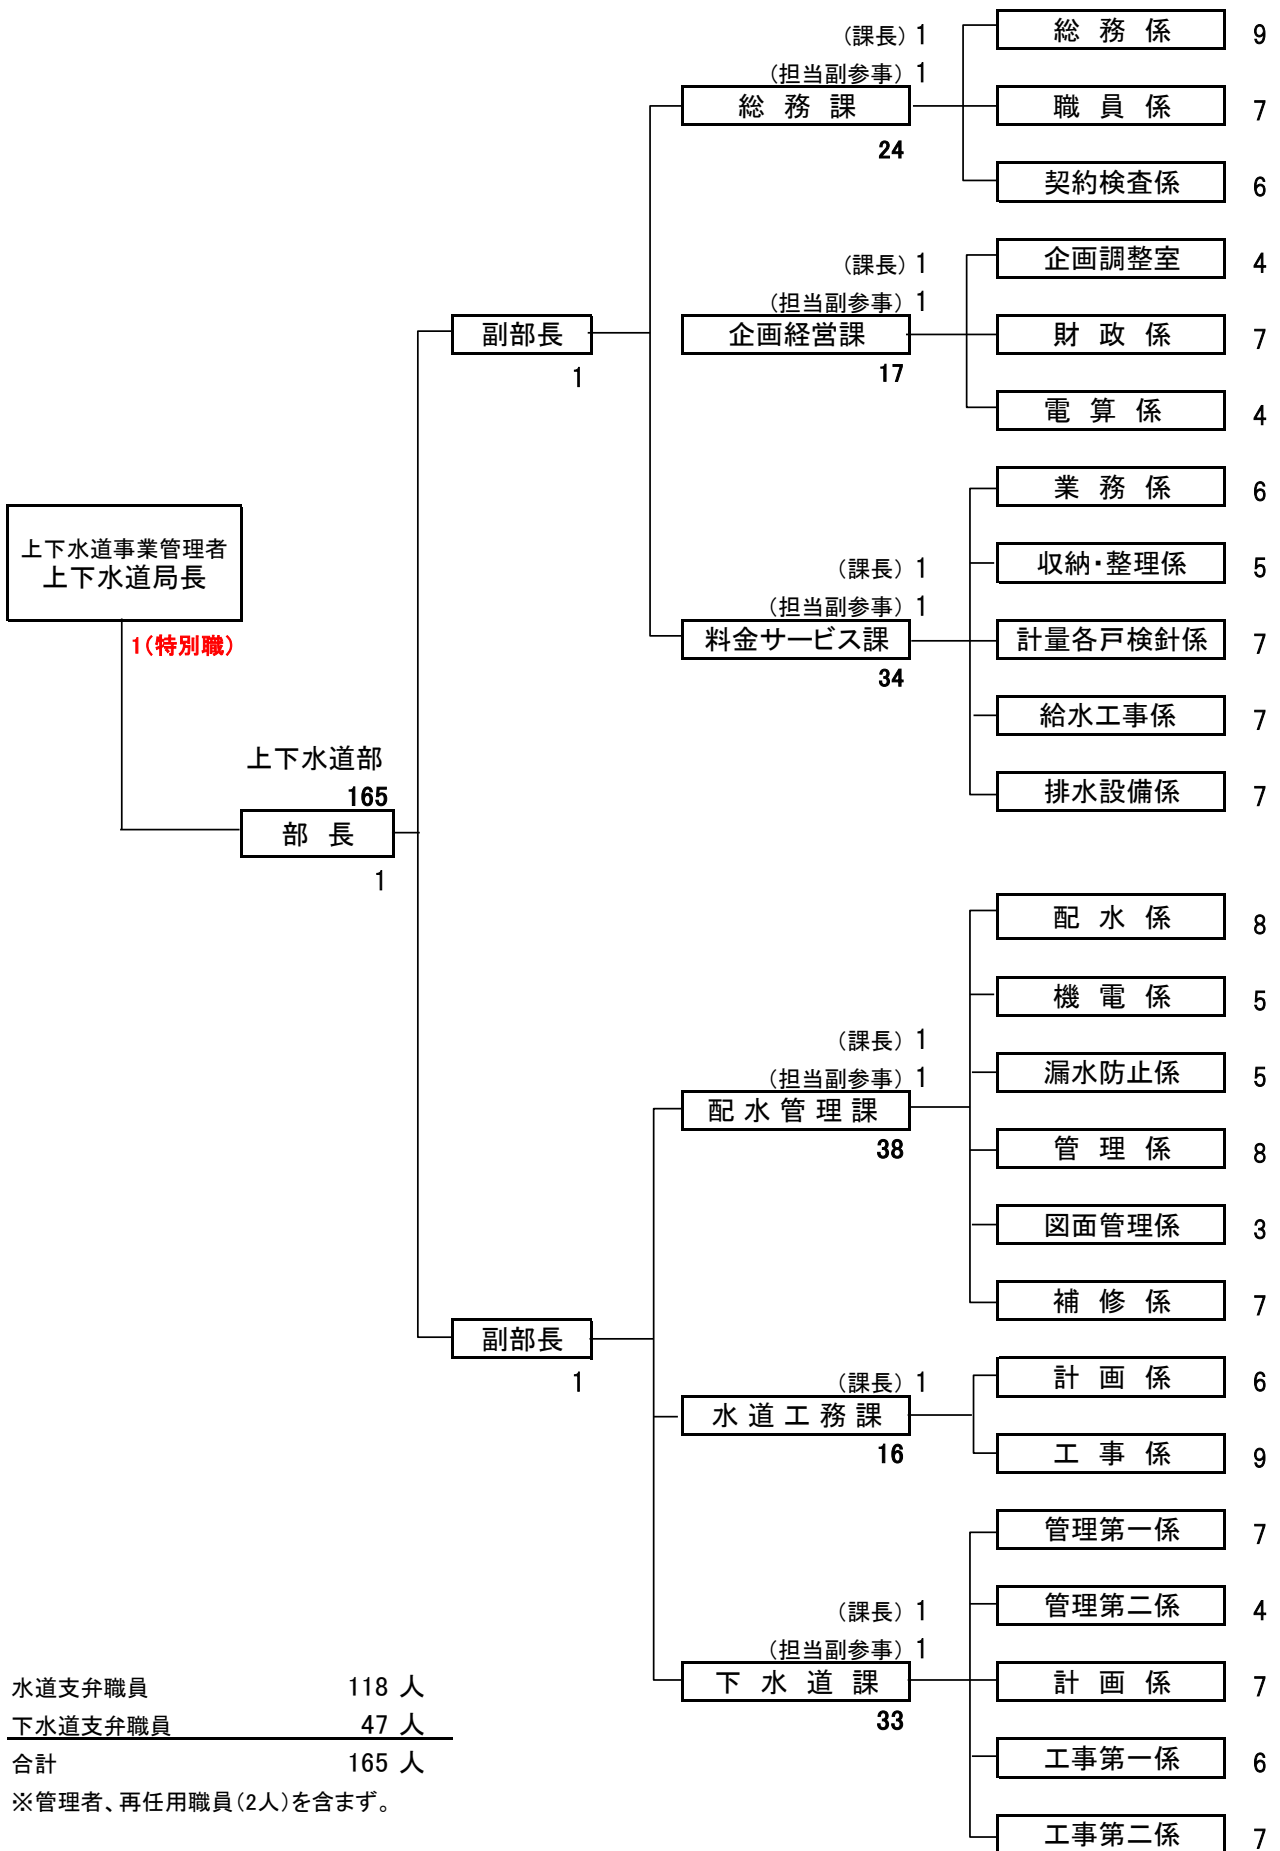 上下水道事業管理者
上下水道局長
1(特別職)
上下水道部
165
部 長
1
副部長
1
(課長) 1
(担当副参事) 1
総 務 課
24
総 務 係 9
職 員 係 7
契約検査係 6
(課長) 1
(担当副参事) 1
企画経営課
17
企画調整室 4
財 政 係 7
電 算 係 4
(課長) 1
(担当副参事) 1
料金サービス課
34
業 務 係 6
収納・整理係 5
計量各戸検針係 7
給水工事係 7
排水設備係 7
副部長
1
(課長) 1
(担当副参事) 1
配 水 管 理 課
38
配 水 係 8
機 電 係 5
漏水防止係 5
管 理 係 8
図面管理係 3
補 修 係 7
(課長) 1
水 道 工 務 課
16
計 画 係 6
工 事 係 9
(課長) 1
(担当副参事) 1
下 水 道 課
33
管理第一係 7
管理第二係 4
計 画 係 7
工事第一係 6
工事第二係 7
水道支弁職員 118 人
下水道支弁職員 47 人
合計 165 人
※管理者、再任用職員(2人)を含まず。